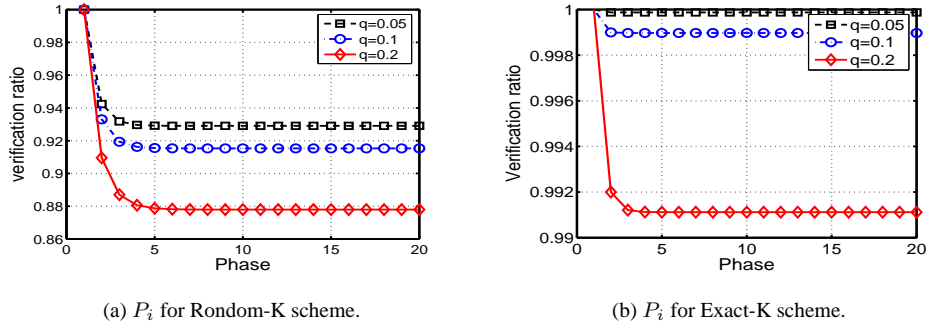 1
0.98
0.96
0.94
0.92
0.9
0.88
0.86
0
5
10
15
20
verification ratio
Phase
q=0.05
q=0.1
q=0.2
(a) P_i for Rondom-K scheme.
1
0.998
0.996
0.994
0.992
0.99
0
5
10
15
20
Verification ratio
Phase
q=0.05
q=0.1
q=0.2
(b) P_i for Exact-K scheme.